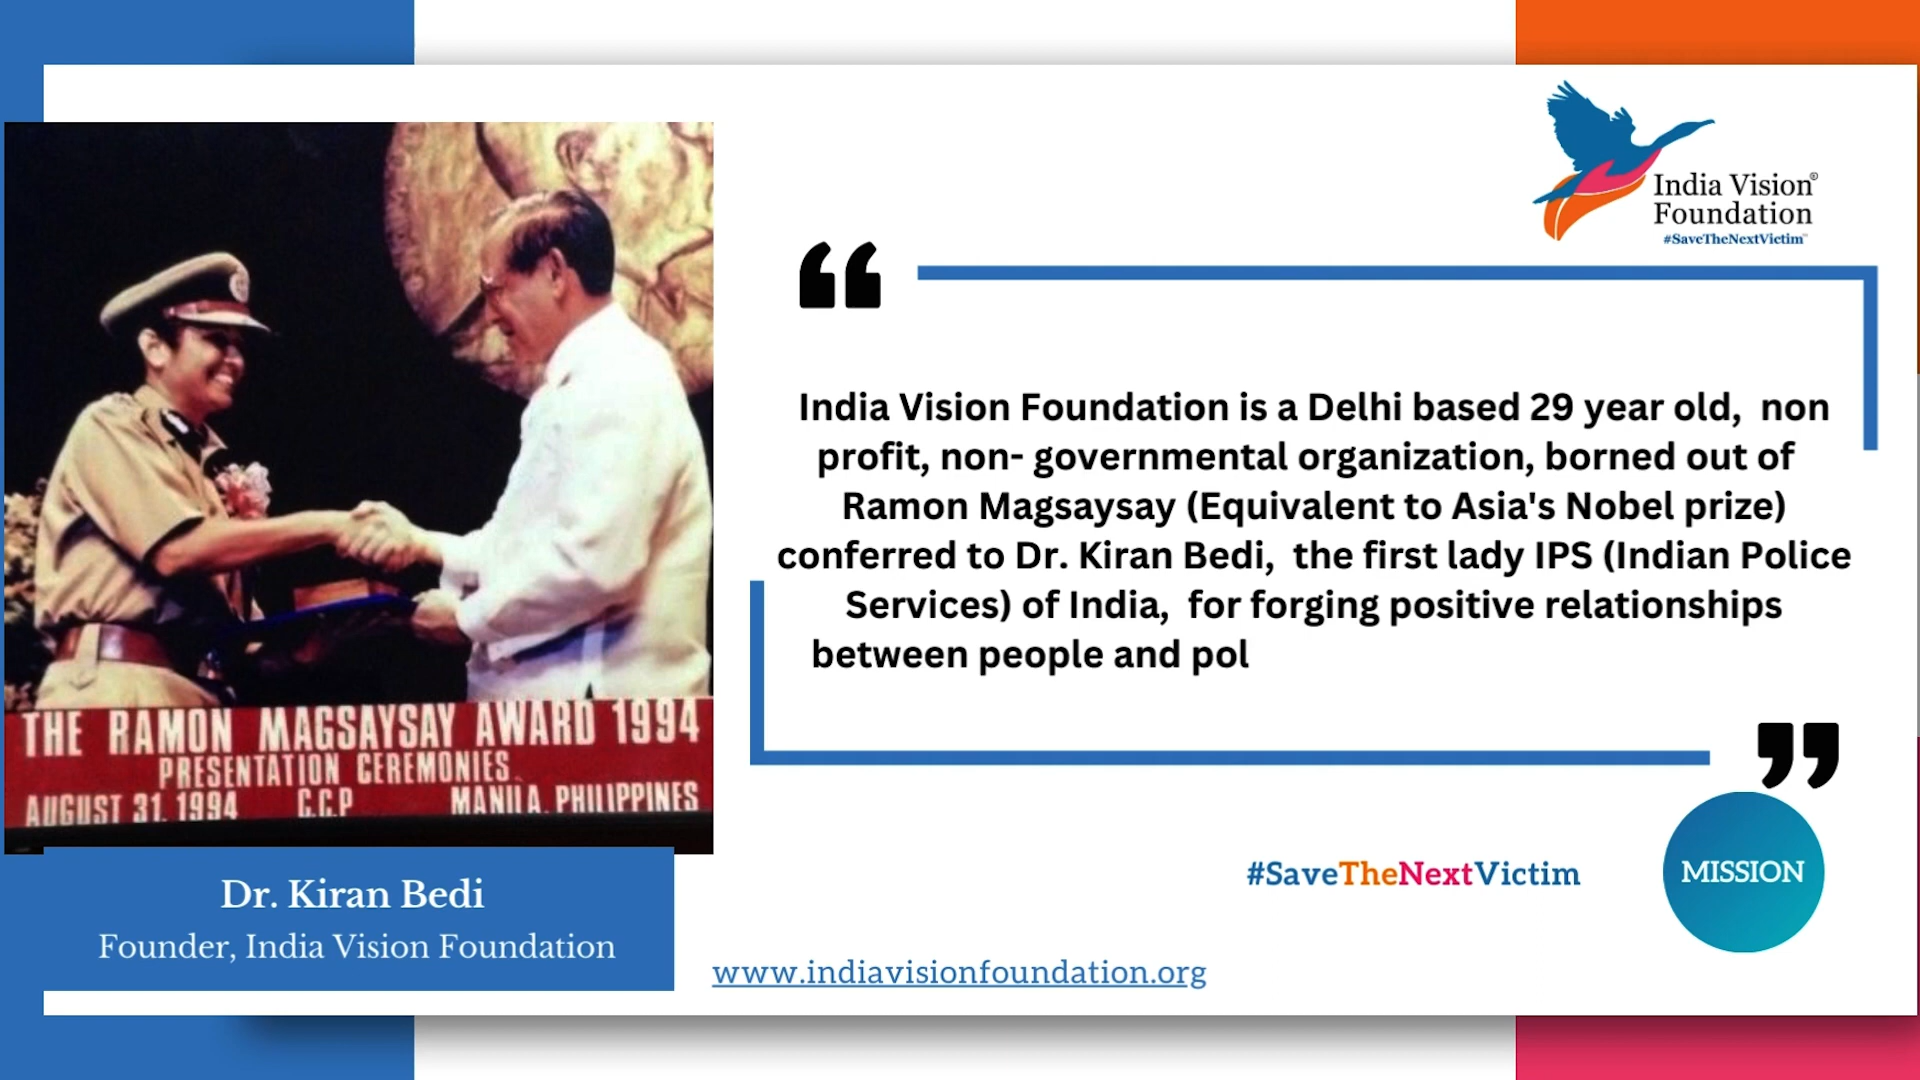 India Vision®
Foundation
#SaveTheNextVictim™
“
India Vision Foundation is a Delhi based 29 year old,  non
profit, non- governmental organization, borned out of
Ramon Magsaysay (Equivalent to Asia's Nobel prize)
conferred to Dr. Kiran Bedi,  the first lady IPS (Indian Police
Services) of India,  for forging positive relationships
between people and pol
”
THE RAMON MAGSAYSAY AWARD 1994
PRESENTATION CEREMONIES
AUGUST 31, 1994 C.C.P MANILA, PHILIPPINES
Dr. Kiran Bedi
Founder, India Vision Foundation
#SaveTheNextVictim
MISSION
www.indiavisionfoundation.org